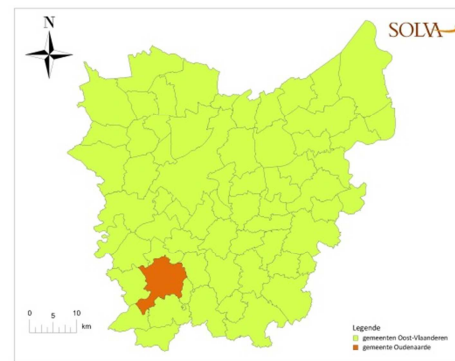 N
SOLVA
0 5 10
km
Legende
gemeenten Oost-Vlaanderen
gemeente Oudenaarde